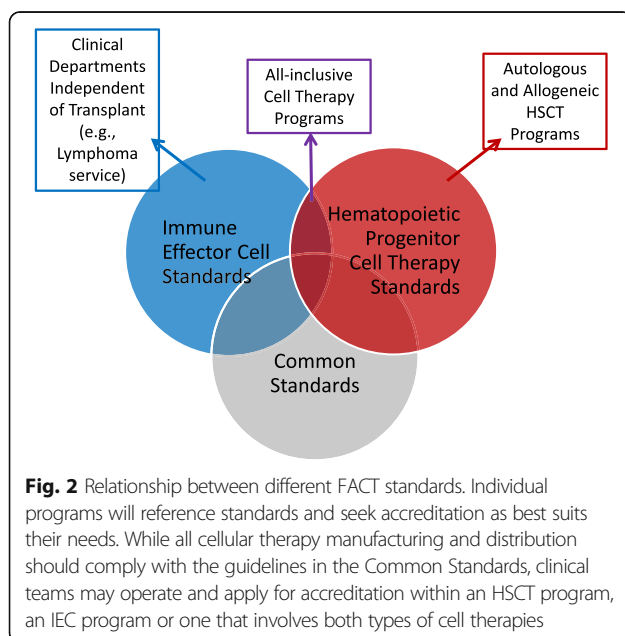 Clinical
Departments
Independent
of Transplant
(e.g.,
Lymphoma
service)
All-inclusive
Cell Therapy
Programs
Autologous
and Allogeneic
HSCT
Programs
Immune
Effector Cell
Standards
Hematopoietic
Progenitor
Cell Therapy
Standards
Common
Standards
Fig. 2 Relationship between different FACT standards. Individual
programs will reference standards and seek accreditation as best suits
their needs. While all cellular therapy manufacturing and distribution
should comply with the guidelines in the Common Standards, clinical
teams may operate and apply for accreditation within an HSCT program,
an IEC program or one that involves both types of cell therapies